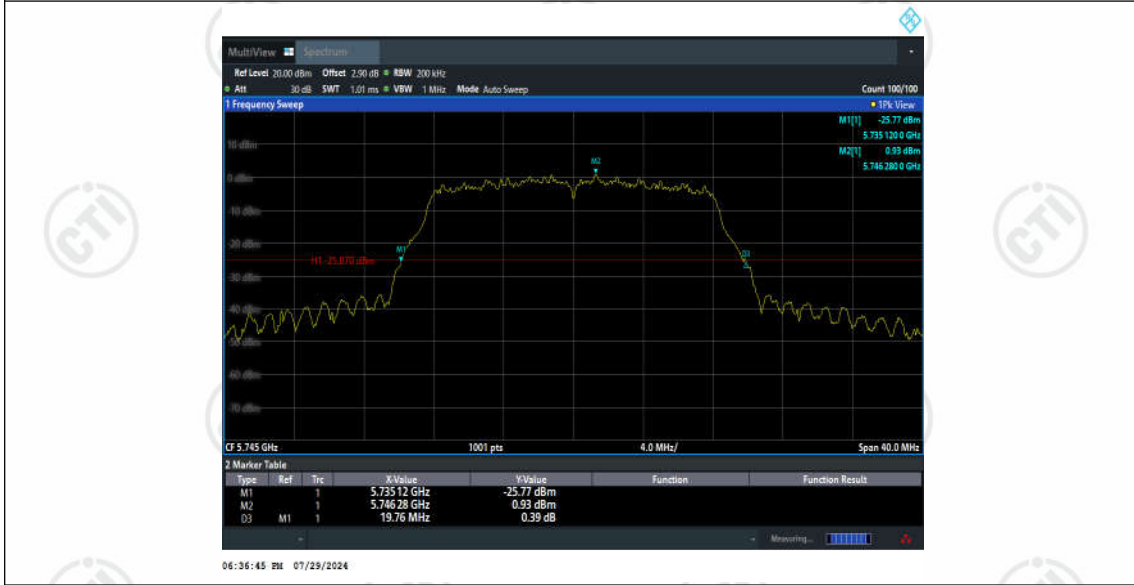 MultiView Spectrum
Ref Level 20.00 dBm Offset 2.90 dB RBW 200 kHz
Att 30 dB SWT 1.01 ms VBW 1 MHz Mode Auto Sweep Count 100/100
1 Frequency Sweep 1Pk View
M1[1] -25.77 dBm
5.735 120 0 GHz
10 dBm
M2[1] 0.93 dBm
5.746 280 0 GHz
M2
0 dBm
-10 dBm
-20 dBm
M1
D3
H1 -25.070 dBm
-30 dBm
-40 dBm
-50 dBm
-60 dBm
-70 dBm
CF 5.745 GHz 1001 pts 4.0 MHz/ Span 40.0 MHz
2 Marker Table
Type Ref Trc X-Value Y-Value Function Function Result
M1 1 5.73512 GHz -25.77 dBm
M2 1 5.74628 GHz 0.93 dBm
D3 M1 1 19.76 MHz 0.39 dB
Measuring...
06:36:45 PM 07/29/2024
CTI
CTI
CTI
CTI